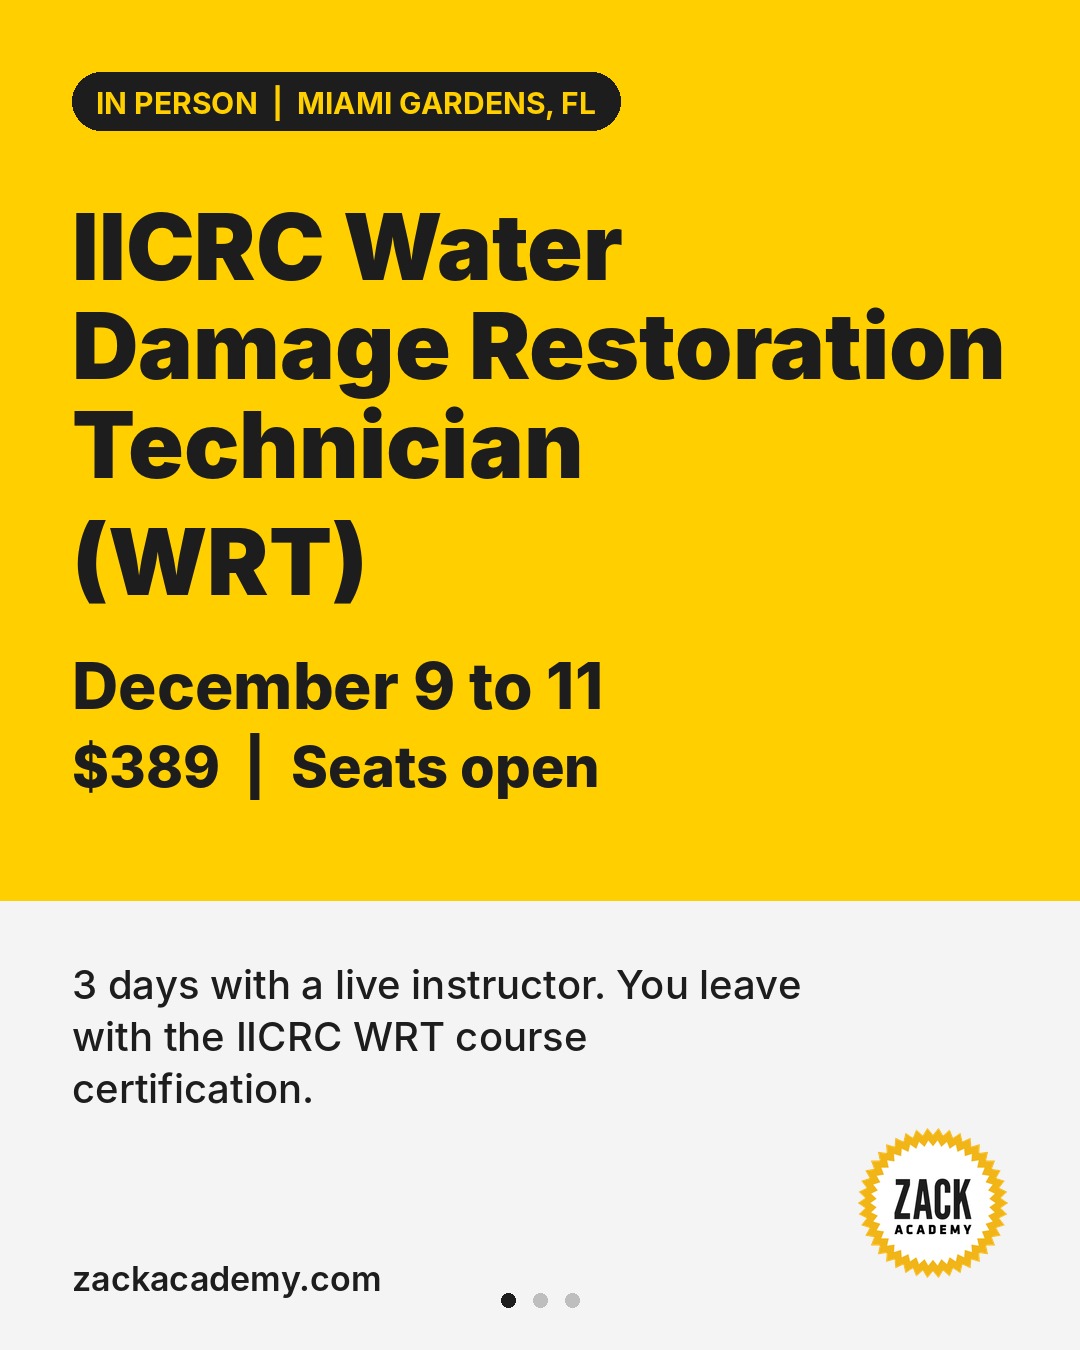 IN PERSON | MIAMI GARDENS, FL
IICRC Water
Damage Restoration
Technician
(WRT)
December 9 to 11
$389 | Seats open
3 days with a live instructor. You leave
with the IICRC WRT course
certification.
ZACK
ACADEMY
zackacademy.com